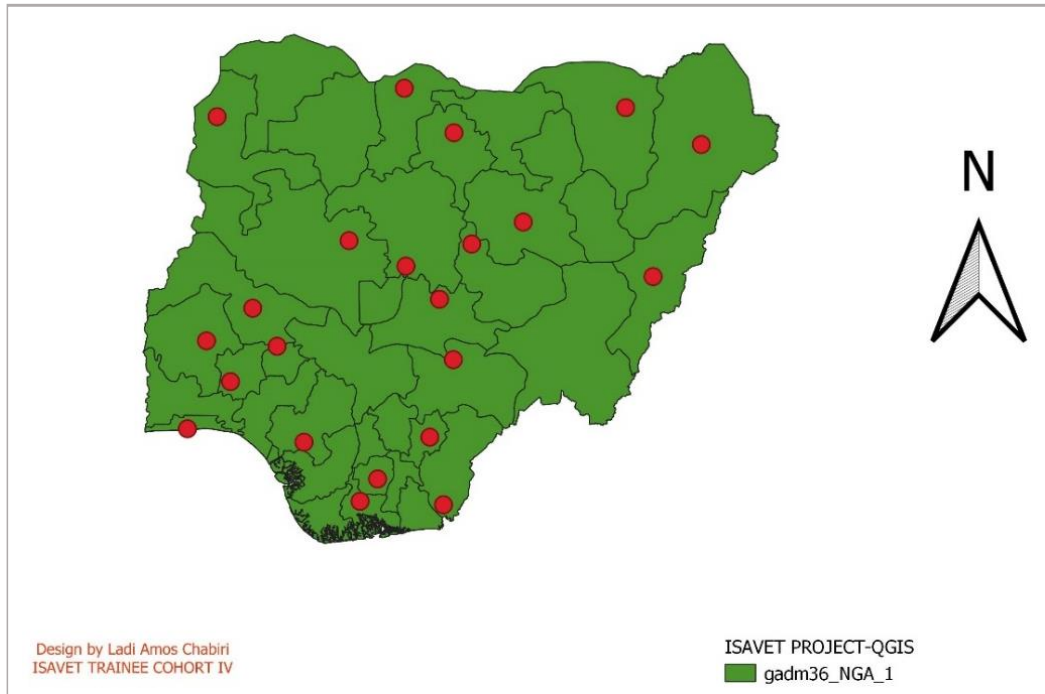 N
Design by Ladi Amos Chabiri
ISAVET TRAINEE COHORT IV
ISAVET PROJECT-QGIS
gadm36_NGA_1